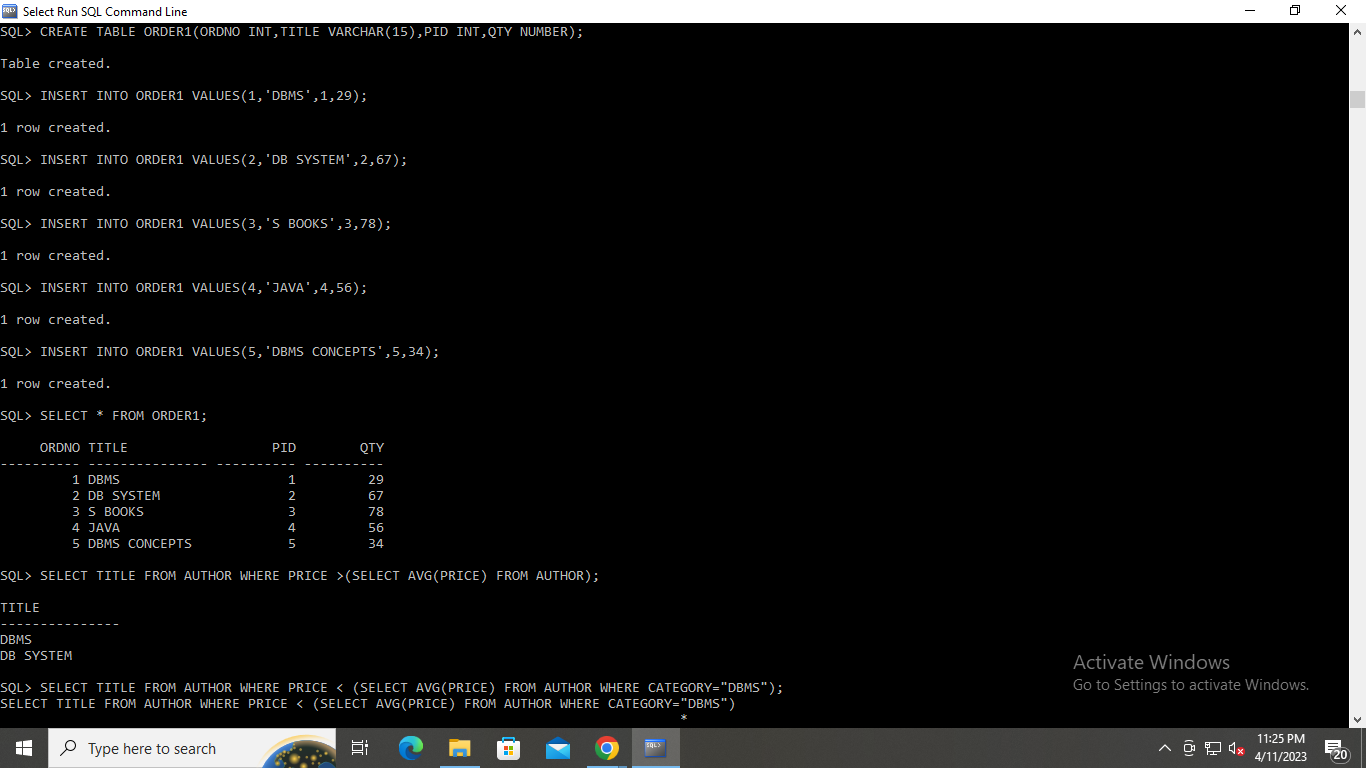 Select Run SQL Command Line
SQL> CREATE TABLE ORDER1(ORDNO INT,TITLE VARCHAR(15),PID INT,QTY NUMBER);
Table created.
SQL> INSERT INTO ORDER1 VALUES(1,'DBMS',1,29);
1 row created.
SQL> INSERT INTO ORDER1 VALUES(2,'DB SYSTEM',2,67);
1 row created.
SQL> INSERT INTO ORDER1 VALUES(3,'S BOOKS',3,78);
1 row created.
SQL> INSERT INTO ORDER1 VALUES(4,'JAVA',4,56);
1 row created.
SQL> INSERT INTO ORDER1 VALUES(5,'DBMS CONCEPTS',5,34);
1 row created.
SQL> SELECT * FROM ORDER1;
     ORDNO TITLE                  PID        QTY
---------- --------------- ---------- ----------
         1 DBMS                     1         29
         2 DB SYSTEM                2         67
         3 S BOOKS                  3         78
         4 JAVA                     4         56
         5 DBMS CONCEPTS            5         34
SQL> SELECT TITLE FROM AUTHOR WHERE PRICE >(SELECT AVG(PRICE) FROM AUTHOR);
TITLE
---------------
DBMS
DB SYSTEM
SQL> SELECT TITLE FROM AUTHOR WHERE PRICE < (SELECT AVG(PRICE) FROM AUTHOR WHERE CATEGORY="DBMS");
SELECT TITLE FROM AUTHOR WHERE PRICE < (SELECT AVG(PRICE) FROM AUTHOR WHERE CATEGORY="DBMS")
*
Activate Windows
Go to Settings to activate Windows.
Type here to search
11:25 PM
4/11/2023
20